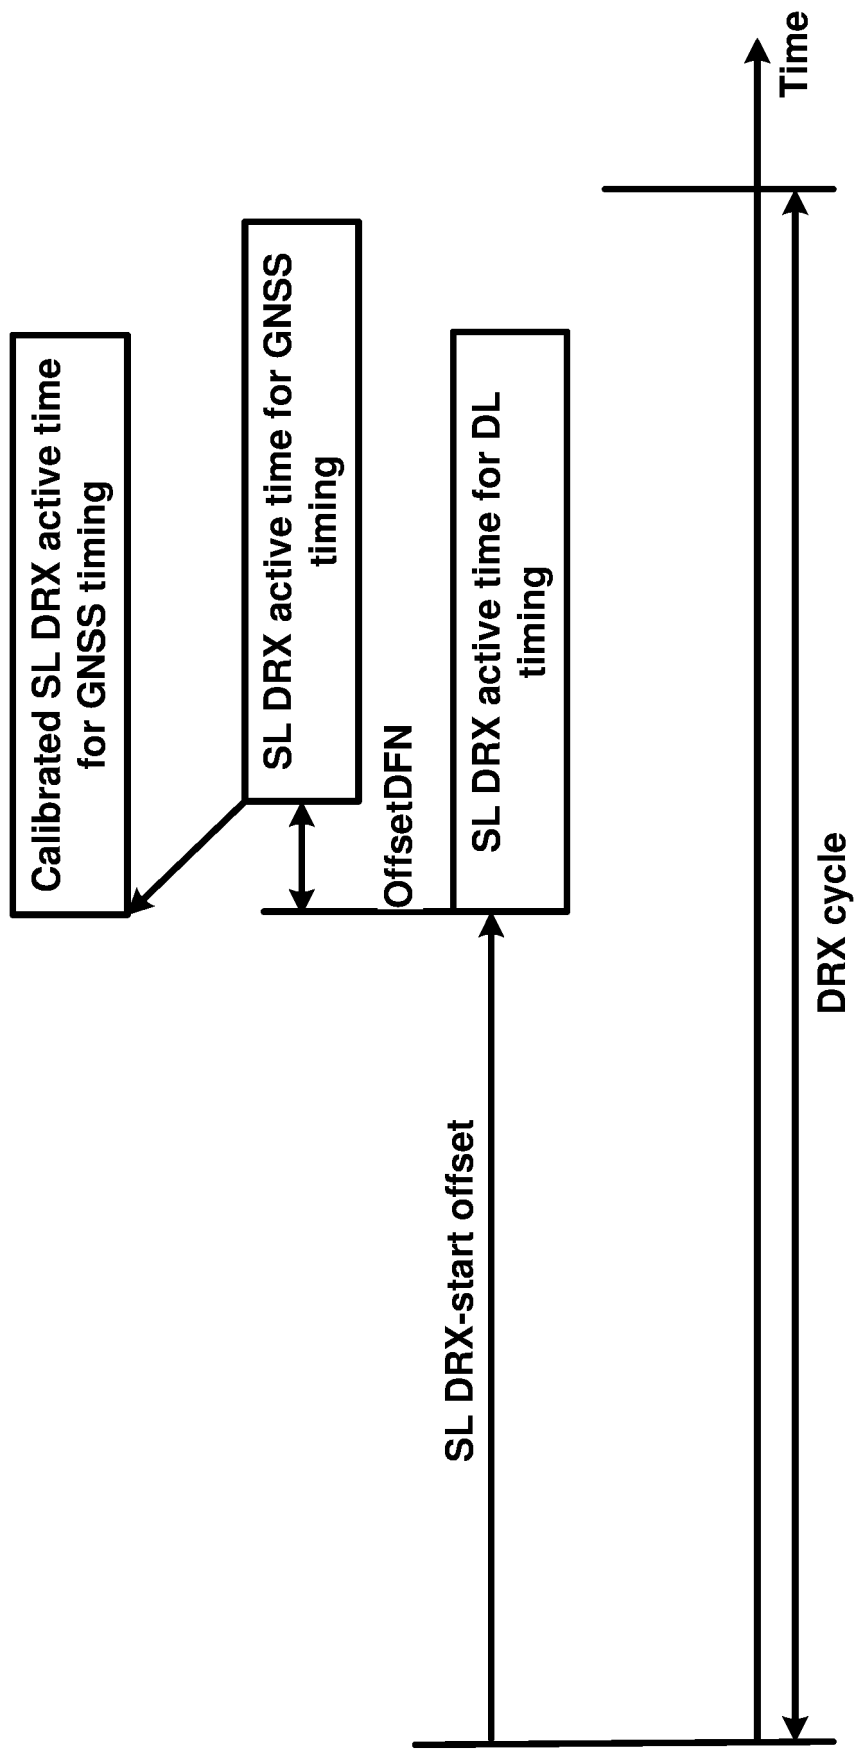 Calibrated SL DRX active time
for GNSS timing
SL DRX active time for GNSS
timing
OffsetDFN
SL DRX-start offset
SL DRX active time for DL
timing
Time
DRX cycle